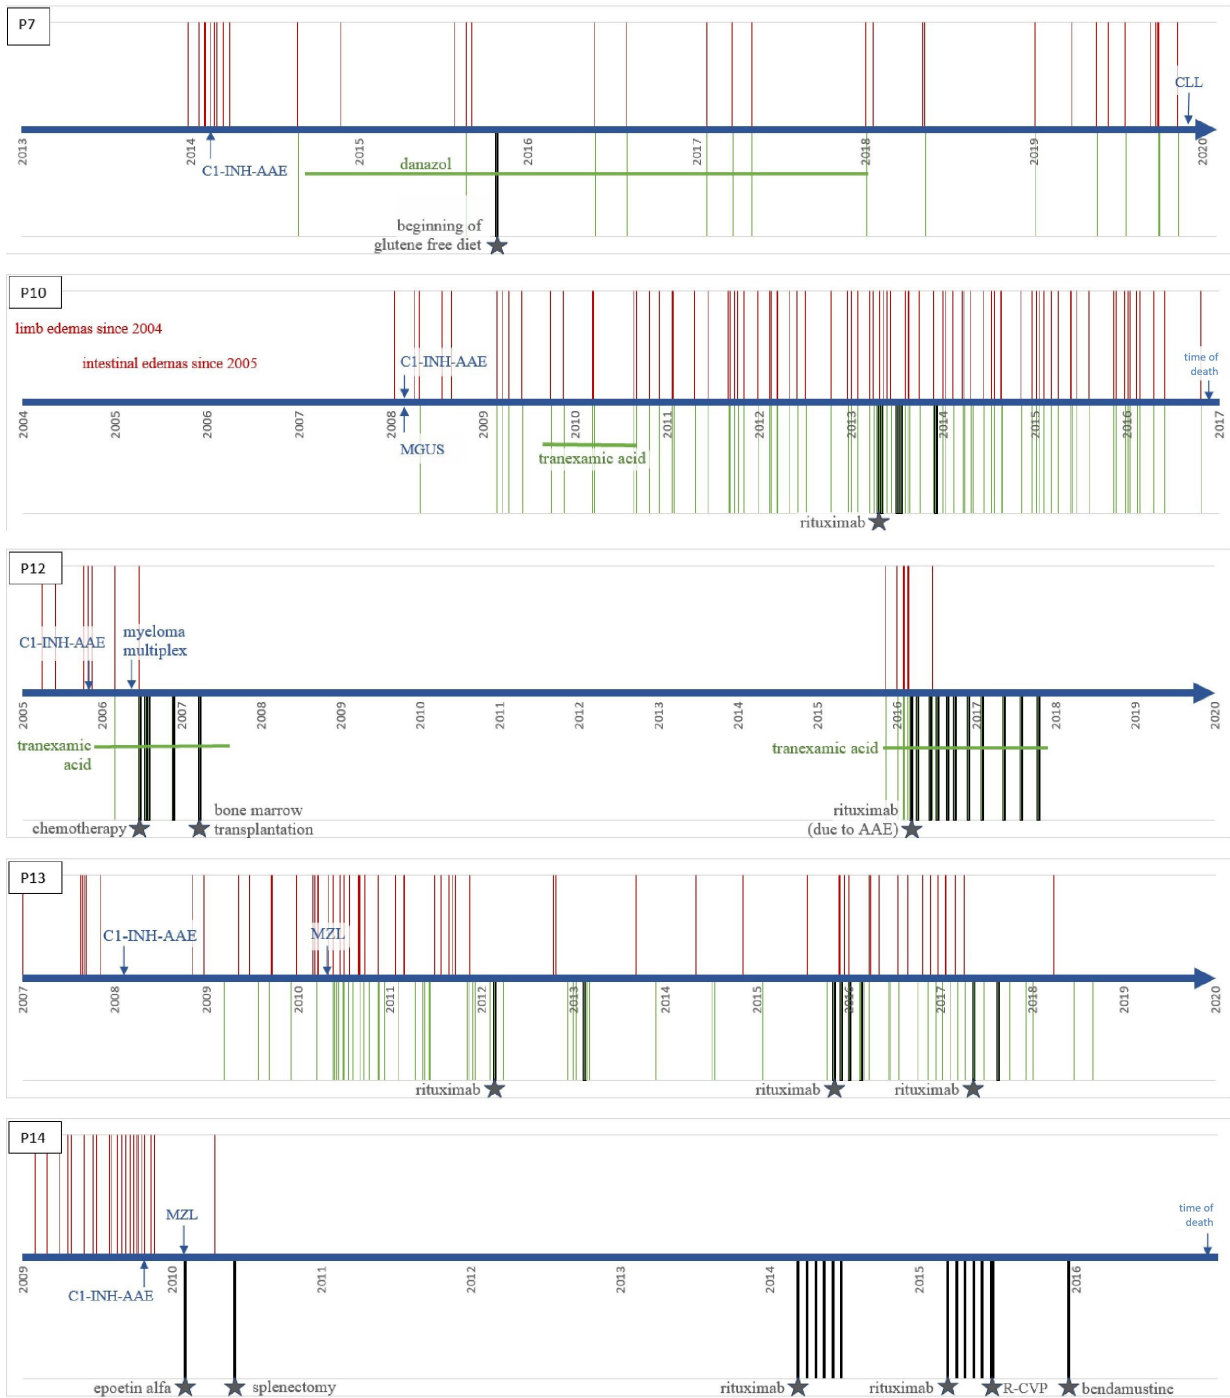 P7
CLL
2013
2014
2015
2016
2017
2018
2019
2020
C1-INH-AAE
danazol
beginning of
glutene free diet
P10
limb edemas since 2004
intestinal edemas since 2005
C1-INH-AAE
time of
death
2004
2005
2006
2007
2008
2009
2010
2011
2012
2013
2014
2015
2016
2017
MGUS
tranexamic acid
rituximab
P12
C1-INH-AAE
myeloma
multiplex
2005
2006
2007
2008
2009
2010
2011
2012
2013
2014
2015
2016
2017
2018
2019
2020
tranexamic
acid
tranexamic acid
chemotherapy
bone marrow
transplantation
rituximab
(due to AAE)
P13
C1-INH-AAE
MZL
2007
2008
2009
2010
2011
2012
2013
2014
2015
2016
2017
2018
2019
2020
rituximab
rituximab
rituximab
P14
MZL
time of
death
2009
2010
2011
2012
2013
2014
2015
2016
C1-INH-AAE
epoetin alfa
splenectomy
rituximab
rituximab
R-CVP
bendamustine